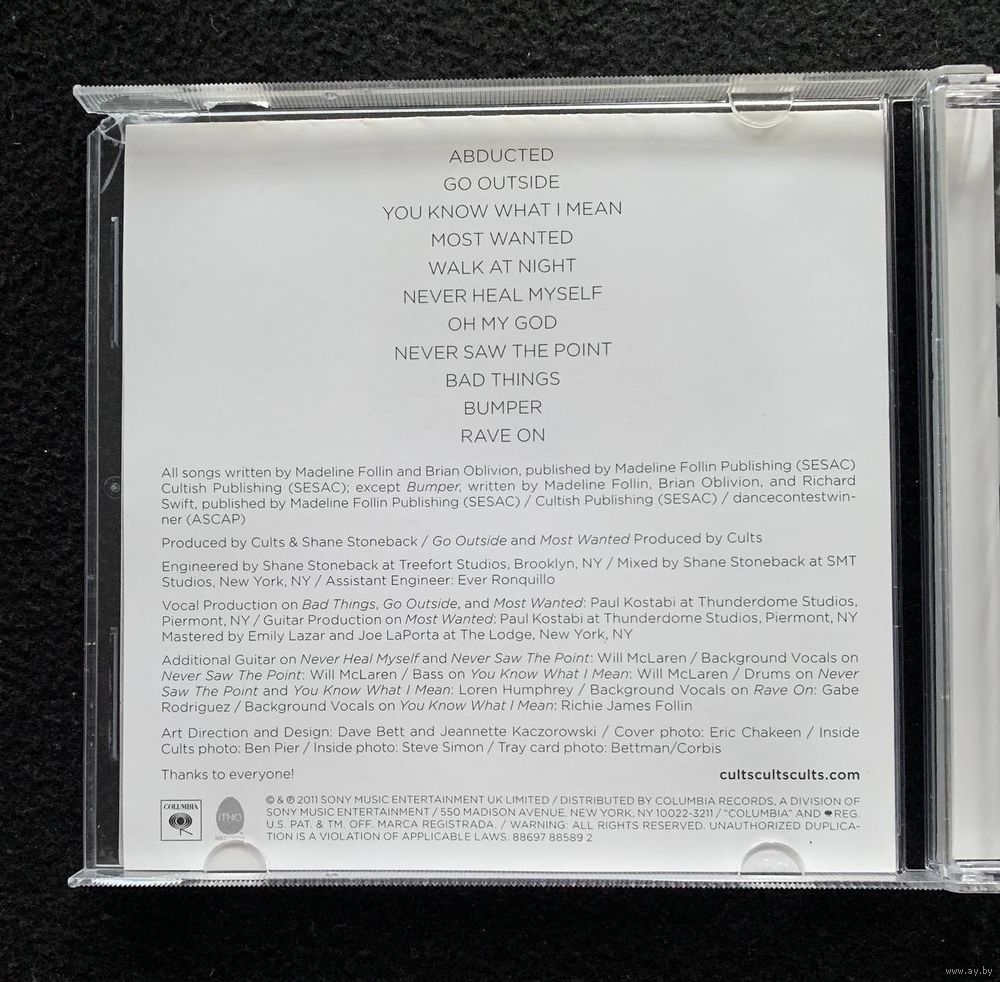 ABDUCTED
GO OUTSIDE
YOU KNOW WHAT I MEAN
MOST WANTED
WALK AT NIGHT
NEVER HEAL MYSELF
OH MY GOD
NEVER SAW THE POINT
BAD THINGS
BUMPER
RAVE ON
All songs written by Madeline Follin and Brian Oblivion, published by Madeline Follin Publishing (SESAC)
Cultish Publishing (SESAC); except Bumper, written by Madeline Follin, Brian Oblivion, and Richard
Swift, published by Madeline Follin Publishing (SESAC) / Cultish Publishing (SESAC) / dancecontestwin-
ner (ASCAP)
Produced by Cults & Shane Stoneback / Go Outside and Most Wanted Produced by Cults
Engineered by Shane Stoneback at Treefort Studios, Brooklyn, NY / Mixed by Shane Stoneback at SMT
Studios, New York, NY / Assistant Engineer: Ever Ronquillo
Vocal Production on Bad Things, Go Outside, and Most Wanted: Paul Kostabi at Thunderdome Studios,
Piermont, NY / Guitar Production on Most Wanted: Paul Kostabi at Thunderdome Studios, Piermont, NY
Mastered by Emily Lazar and Joe LaPorta at The Lodge, New York, NY
Additional Guitar on Never Heal Myself and Never Saw The Point: Will McLaren / Background Vocals on
Never Saw The Point: Will McLaren / Bass on You Know What I Mean: Will McLaren / Drums on Never
Saw The Point and You Know What I Mean: Loren Humphrey / Background Vocals on Rave On: Gabe
Rodriguez / Background Vocals on You Know What I Mean: Richie James Follin
Art Direction and Design: Dave Bett and Jeannette Kaczorowski / Cover photo: Eric Chakeen / Inside
Cults photo: Ben Pier / Inside photo: Steve Simon / Tray card photo: Bettman/Corbis
Thanks to everyone!
cultscultscults.com
COLUMBIA
ITNO
℗ & © 2011 SONY MUSIC ENTERTAINMENT UK LIMITED / DISTRIBUTED BY COLUMBIA RECORDS, A DIVISION OF
SONY MUSIC ENTERTAINMENT / 550 MADISON AVENUE, NEW YORK, NY 10022-3211 / "COLUMBIA" AND REG.
U.S. PAT. & TM. OFF. MARCA REGISTRADA. / WARNING: ALL RIGHTS RESERVED. UNAUTHORIZED DUPLICA-
TION IS A VIOLATION OF APPLICABLE LAWS. 88697 88589 2
www.ay.by